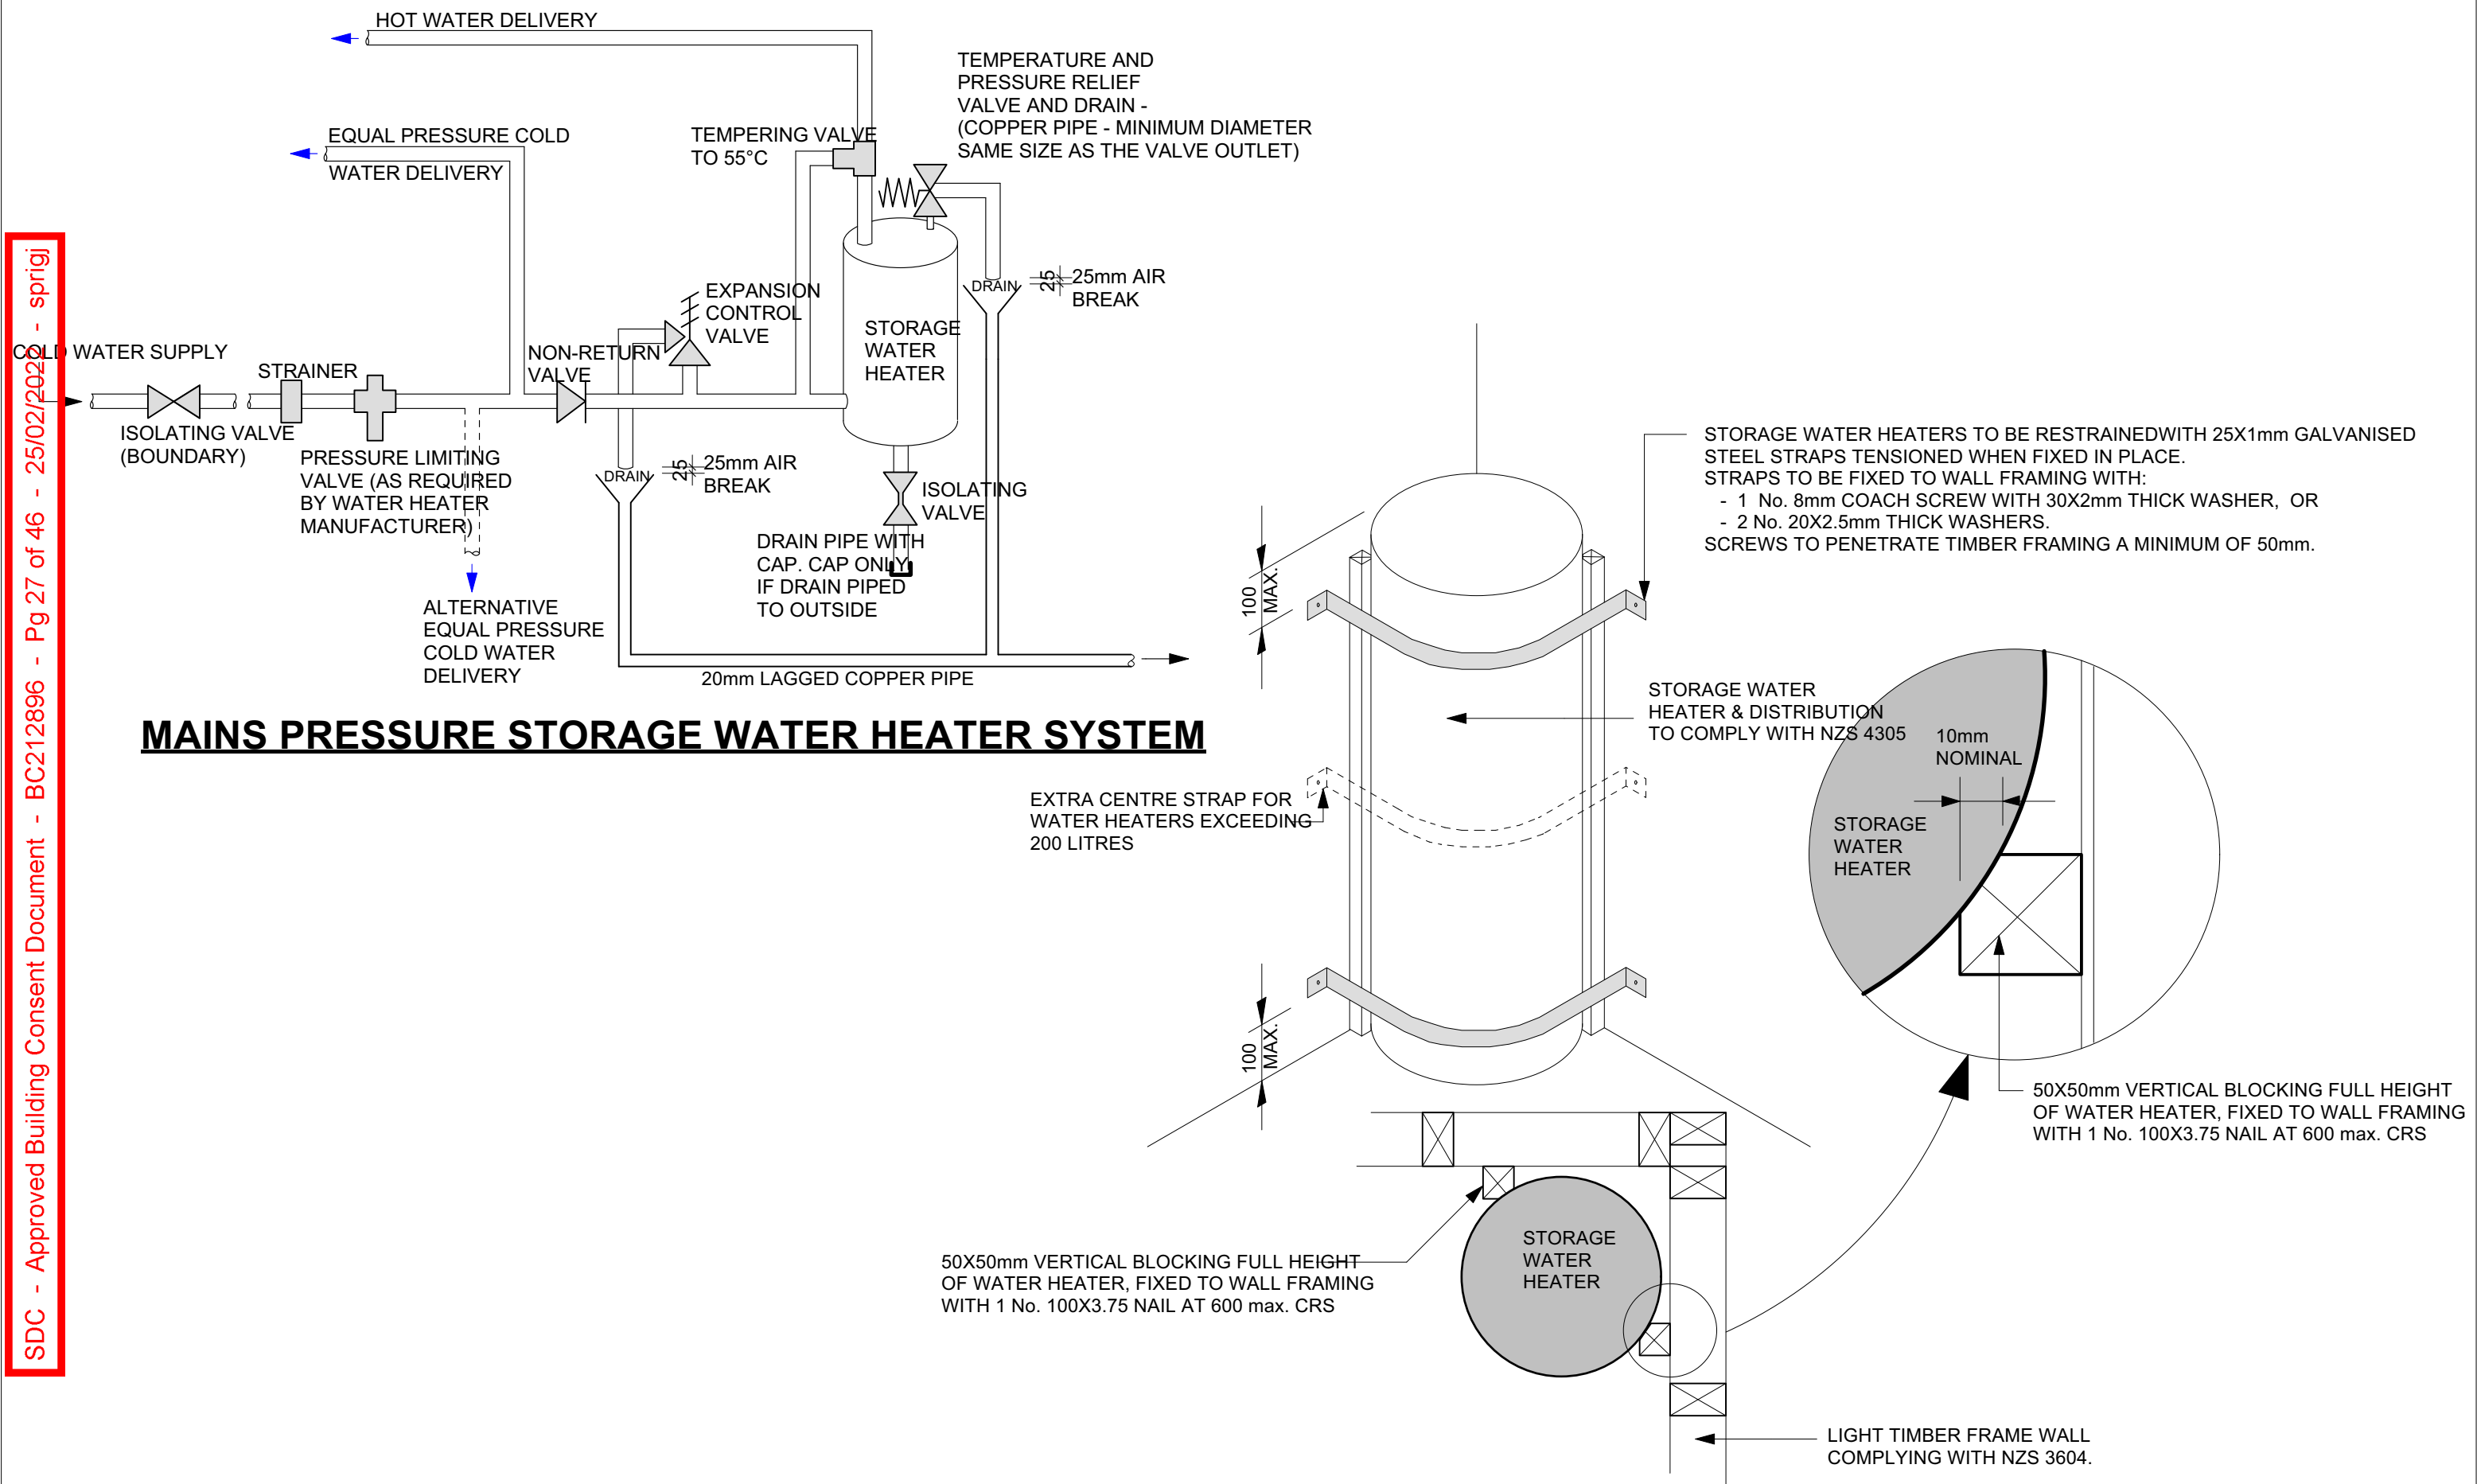 HOT WATER DELIVERY
EQUAL PRESSURE COLD
WATER DELIVERY
TEMPERING VALVE
TO 55°C
TEMPERATURE AND
PRESSURE RELIEF
VALVE AND DRAIN -
(COPPER PIPE - MINIMUM DIAMETER
SAME SIZE AS THE VALVE OUTLET)
DRAIN
25
25mm AIR
BREAK
EXPANSION
CONTROL
VALVE
STORAGE
WATER
HEATER
COLD WATER SUPPLY
STRAINER
NON-RETURN
VALVE
ISOLATING VALVE
(BOUNDARY)
PRESSURE LIMITING
VALVE (AS REQUIRED
BY WATER HEATER
MANUFACTURER)
DRAIN
25
25mm AIR
BREAK
ISOLATING
VALVE
DRAIN PIPE WITH
CAP. CAP ONLY
IF DRAIN PIPED
TO OUTSIDE
ALTERNATIVE
EQUAL PRESSURE
COLD WATER
DELIVERY
20mm LAGGED COPPER PIPE
MAINS PRESSURE STORAGE WATER HEATER SYSTEM
STORAGE WATER HEATERS TO BE RESTRAINEDWITH 25X1mm GALVANISED
STEEL STRAPS TENSIONED WHEN FIXED IN PLACE.
STRAPS TO BE FIXED TO WALL FRAMING WITH:
- 1 No. 8mm COACH SCREW WITH 30X2mm THICK WASHER, OR
- 2 No. 20X2.5mm THICK WASHERS.
SCREWS TO PENETRATE TIMBER FRAMING A MINIMUM OF 50mm.
100
MAX.
STORAGE WATER
HEATER & DISTRIBUTION
TO COMPLY WITH NZS 4305
10mm
NOMINAL
STORAGE
WATER
HEATER
EXTRA CENTRE STRAP FOR
WATER HEATERS EXCEEDING
200 LITRES
100
MAX.
50X50mm VERTICAL BLOCKING FULL HEIGHT
OF WATER HEATER, FIXED TO WALL FRAMING
WITH 1 No. 100X3.75 NAIL AT 600 max. CRS
STORAGE
WATER
HEATER
50X50mm VERTICAL BLOCKING FULL HEIGHT
OF WATER HEATER, FIXED TO WALL FRAMING
WITH 1 No. 100X3.75 NAIL AT 600 max. CRS
LIGHT TIMBER FRAME WALL
COMPLYING WITH NZS 3604.
SDC - Approved Building Consent Document - BC212896 - Pg 27 of 46 - 25/02/2022 - sprigj